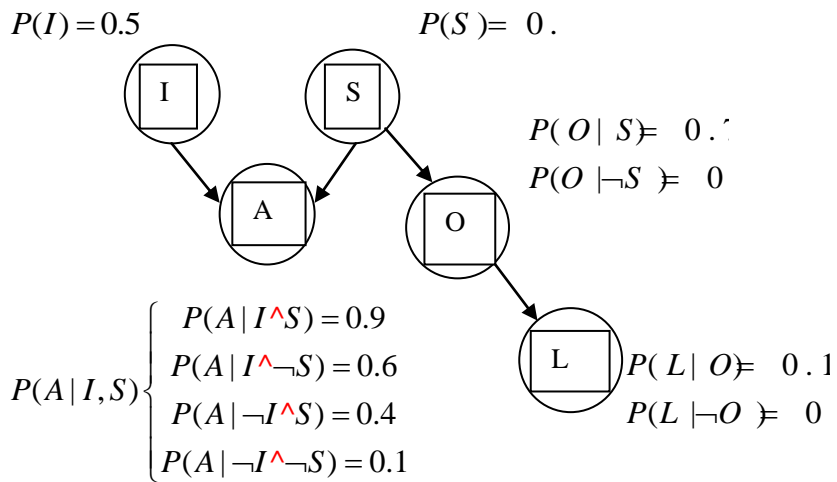 P(I) = 0.5
P(S )= 0 .
I
S
P( O | S)= 0 .
P(O |¬S )= 0
A
O
P(A | I^S) = 0.9
P(A | I^¬S) = 0.6
P(A | I, S)
P(A | ¬I^S) = 0.4
P(A | ¬I^¬S) = 0.1
L
P( L | O)= 0 . 1
P(L |¬O )= 0